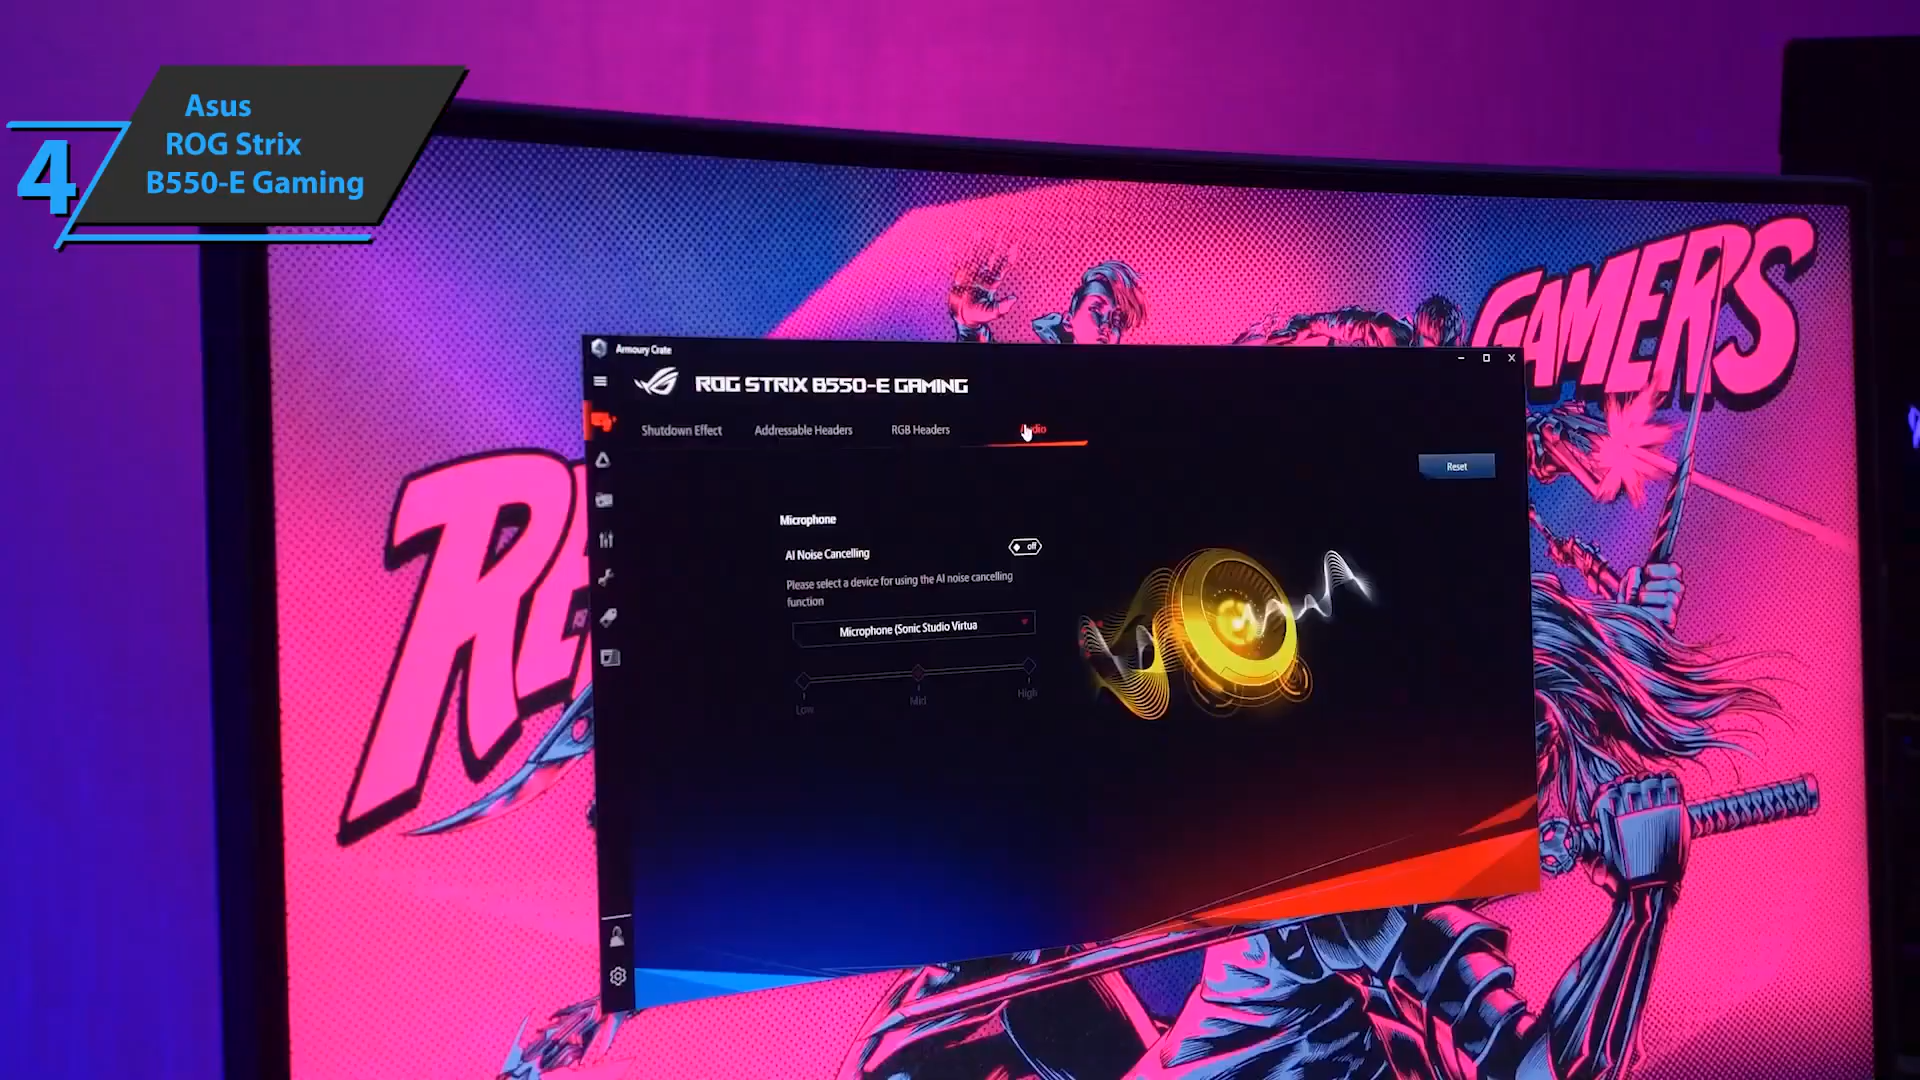 4
Asus
ROG Strix
B550-E Gaming
GAMERS
Armoury Crate
ROG STRIX B550-E GAMING
Shutdown Effect
Addressable Headers
RGB Headers
Reset
Microphone
AI Noise Cancelling
off
Please select a device for using the AI noise cancelling
function
Microphone (Sonic Studio Virtua
Low
Mid
High